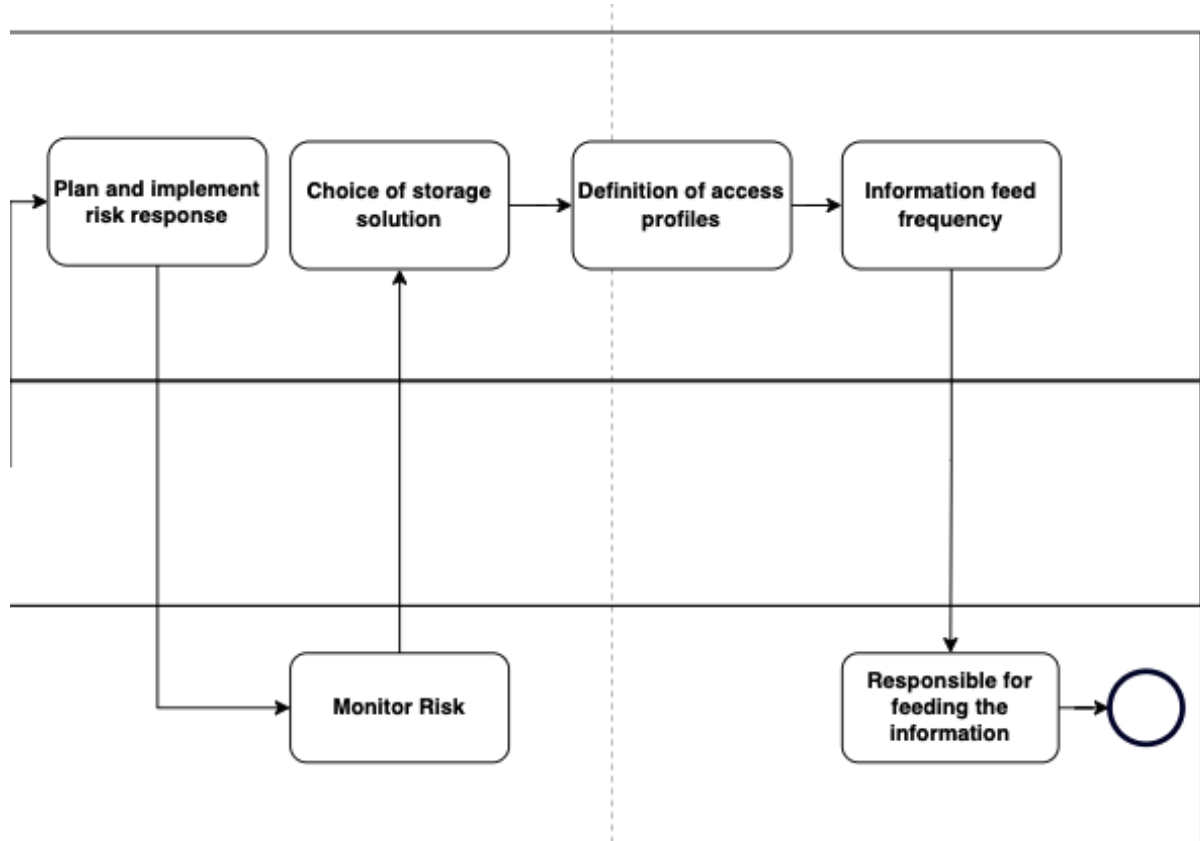 Plan and implement
risk response
Choice of storage
solution
Definition of access
profiles
Information feed
frequency
Monitor Risk
Responsible for
feeding the
information